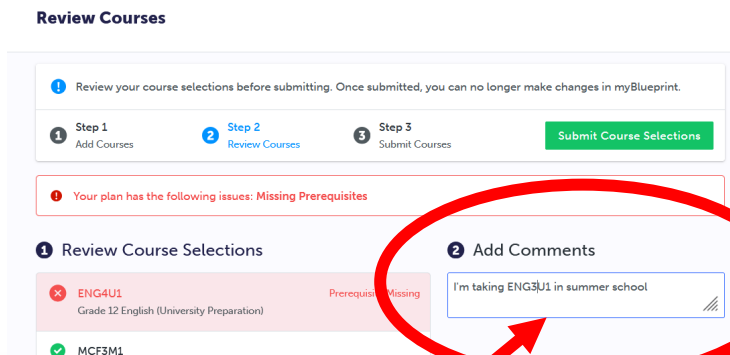 Review Courses
! Review your course selections before submitting. Once submitted, you can no longer make changes in myBlueprint.
1 Step 1 Add Courses
2 Step 2 Review Courses
3 Step 3 Submit Courses
Submit Course Selections
! Your plan has the following issues: Missing Prerequisites
1 Review Course Selections
ENG4U1 Prerequisite Missing
Grade 12 English (University Preparation)
MCF3M1
2 Add Comments
I'm taking ENG3U1 in summer school